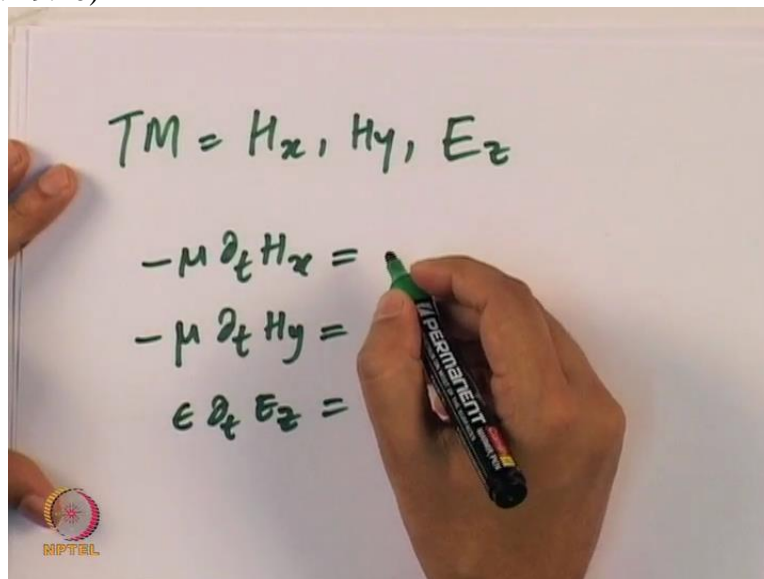 TM = Hx, Hy, Ez
-μ ∂t Hx =
-μ ∂t Hy =
ε ∂t Ez =
PERMANENT
NPTEL